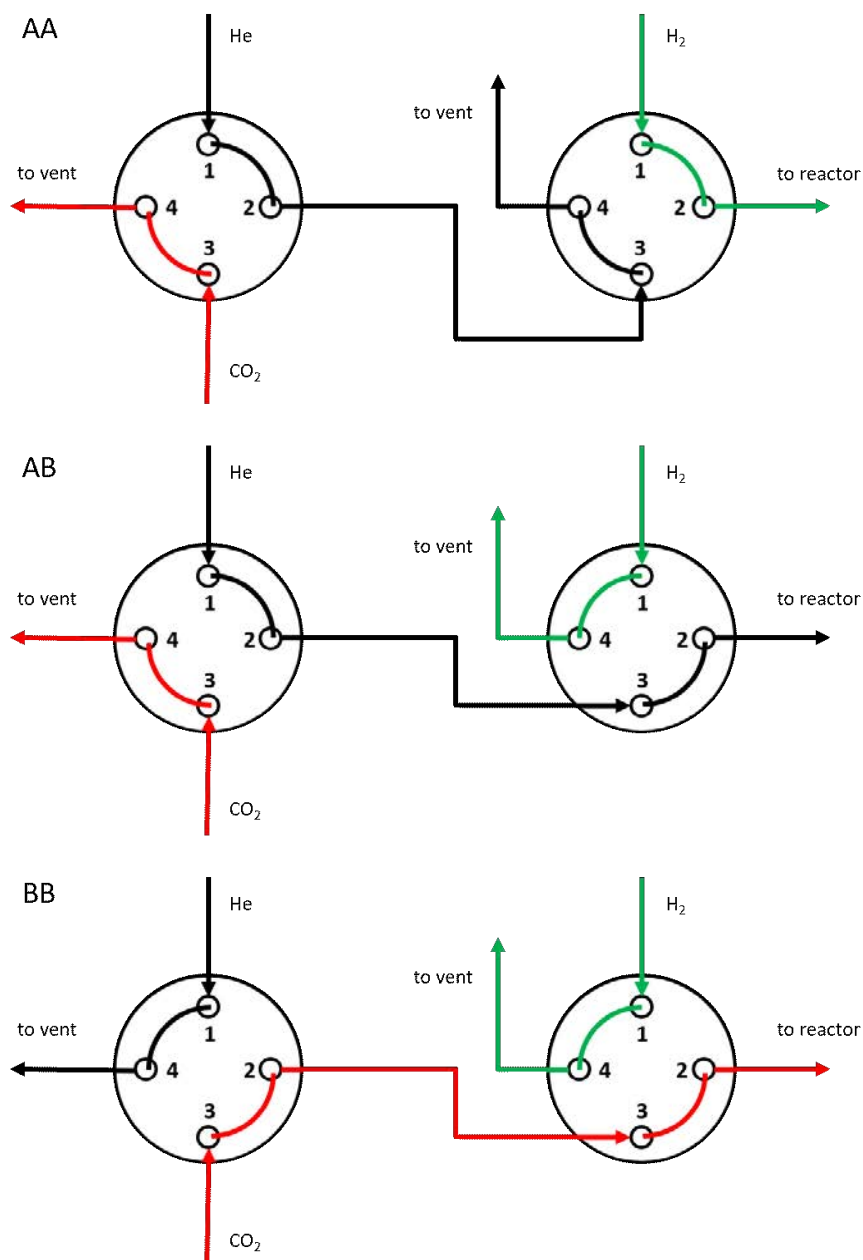 AA
He
H₂
to vent
to vent
to reactor
1
1
4
2
4
2
3
3
CO₂
AB
He
H₂
to vent
to vent
to reactor
1
1
4
2
4
2
3
3
CO₂
BB
He
H₂
to vent
to vent
to reactor
1
1
4
2
4
2
3
3
CO₂